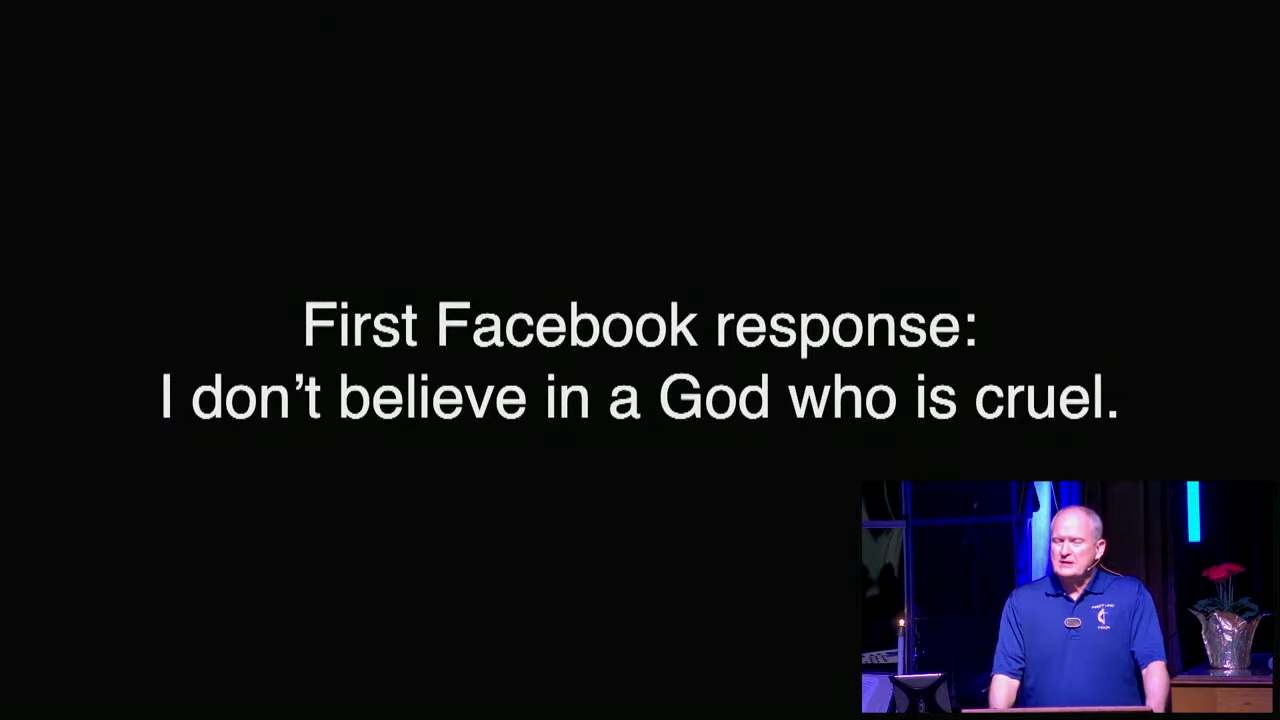 First Facebook response:
I don’t believe in a God who is cruel.